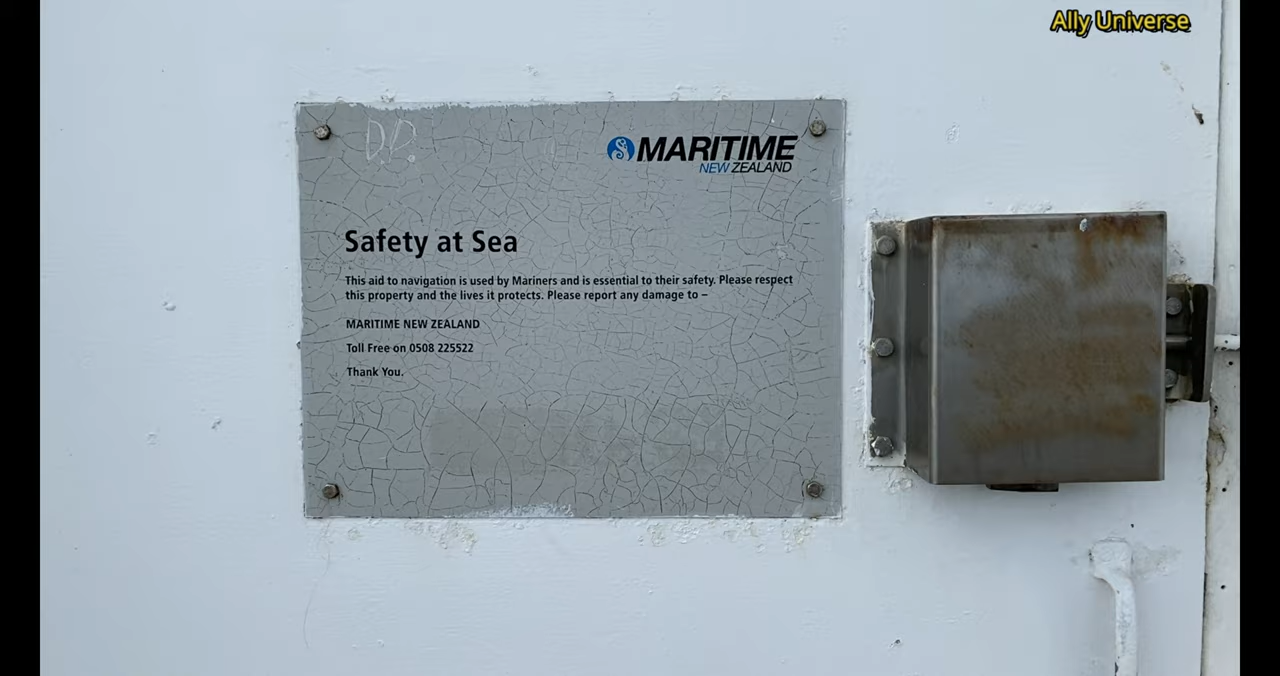 Ally Universe
D.D.
MARITIME
NEW ZEALAND
Safety at Sea
This aid to navigation is used by Mariners and is essential to their safety. Please respect
this property and the lives it protects. Please report any damage to –
MARITIME NEW ZEALAND
Toll Free on 0508 225522
Thank You.